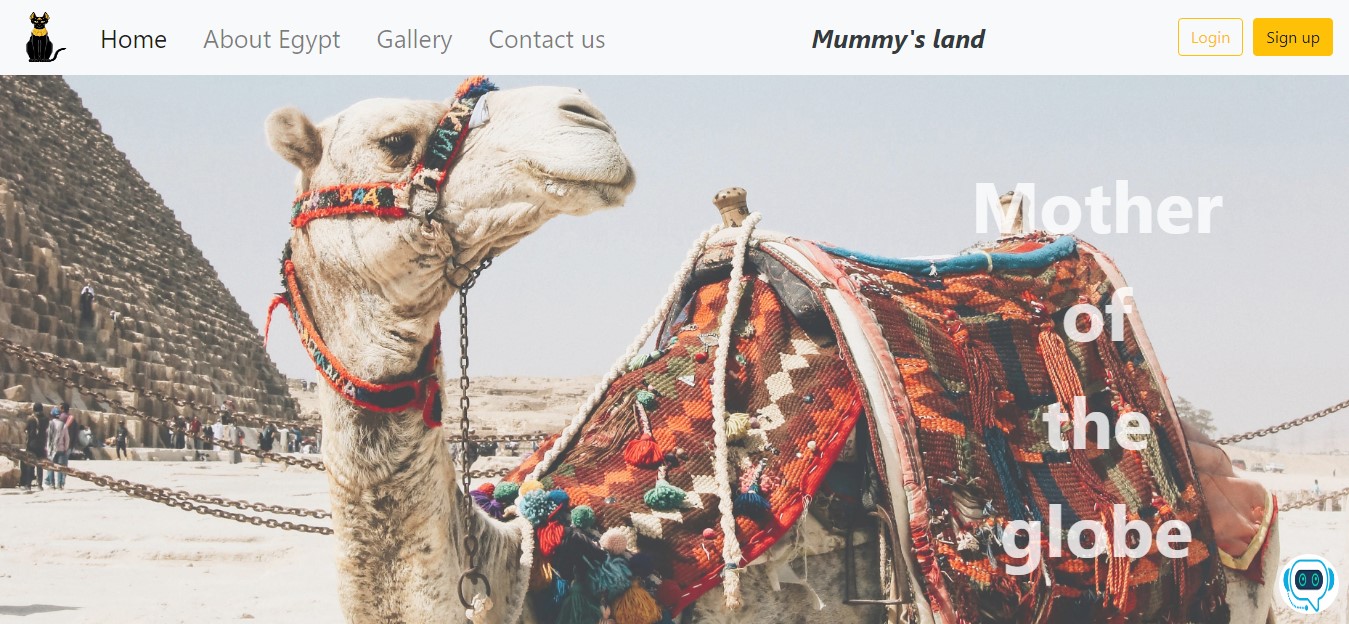 Home About Egypt Gallery Contact us Mummy's land Login Sign up
Mother
of
the
globe